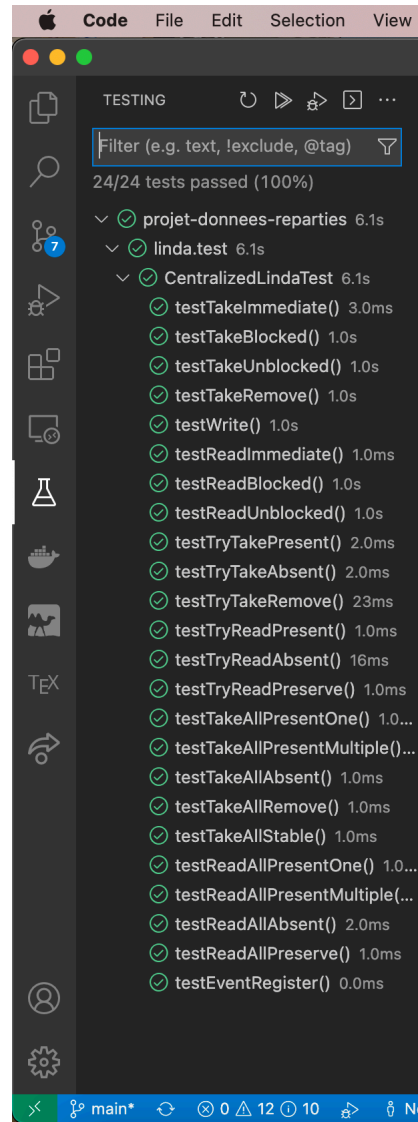 Code File Edit Selection View
TESTING
Filter (e.g. text, !exclude, @tag)
24/24 tests passed (100%)
projet-donnees-reparties 6.1s
7
linda.test 6.1s
CentralizedLindaTest 6.1s
testTakeImmediate() 3.0ms
testTakeBlocked() 1.0s
testTakeUnblocked() 1.0s
testTakeRemove() 1.0s
testWrite() 1.0s
testReadImmediate() 1.0ms
testReadBlocked() 1.0s
testReadUnblocked() 1.0s
testTryTakePresent() 2.0ms
testTryTakeAbsent() 2.0ms
testTryTakeRemove() 23ms
testTryReadPresent() 1.0ms
testTryReadAbsent() 16ms
TEX
testTryReadPreserve() 1.0ms
testTakeAllPresentOne() 1.0...
testTakeAllPresentMultiple()...
testTakeAllAbsent() 1.0ms
testTakeAllRemove() 1.0ms
testTakeAllStable() 1.0ms
testReadAllPresentOne() 1.0...
testReadAllPresentMultiple(...
testReadAllAbsent() 2.0ms
testReadAllPreserve() 1.0ms
testEventRegister() 0.0ms
main* 0 12 10